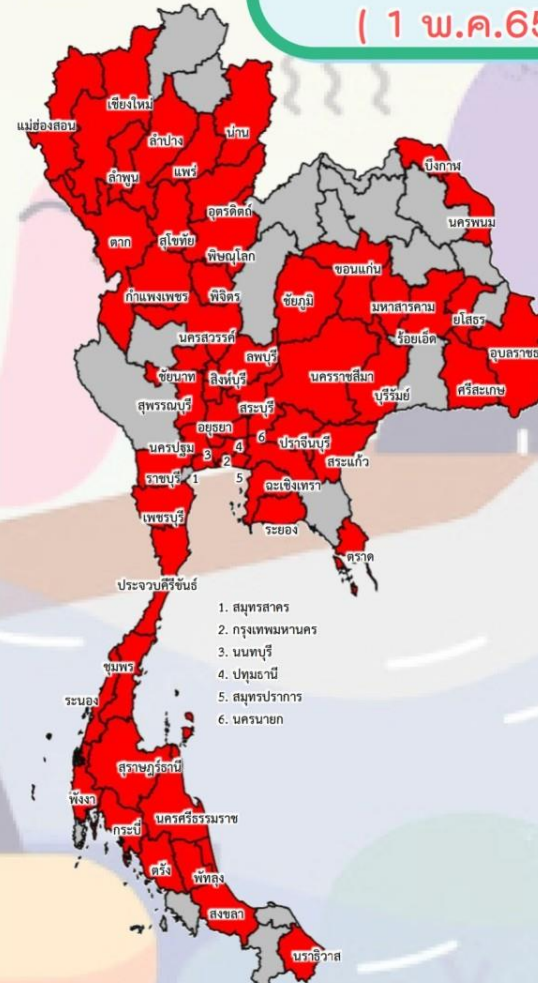 ( 1 พ.ค.65
เชียงใหม่
แม่ฮ่องสอน
ลำปาง
น่าน
แพร่
ลำพูน
บึงกาฬ
อุตรดิตถ์
นครพนม
ตาก
สุโขทัย
พิษณุโลก
ขอนแก่น
กำแพงเพชร
พิจิตร
ชัยภูมิ
มหาสารคาม
ยโสธร
นครสวรรค์
ร้อยเอ็ด
ลพบุรี
อุบลราชธ
ชัยนาท
สิงห์บุรี
นครราชสีมา
ศรีสะเกษ
บุรีรัมย์
สุพรรณบุรี
สระบุรี
อยุธยา
6
ปราจีนบุรี
นครปฐม
4
3
2
สระแก้ว
ราชบุรี
1
5
ฉะเชิงเทรา
เพชรบุรี
ระยอง
ตราด
ประจวบคีรีขันธ์
1. สมุทรสาคร
2. กรุงเทพมหานคร
3. นนทบุรี
4. ปทุมธานี
5. สมุทรปราการ
6. นครนายก
ชุมพร
ระนอง
สุราษฎร์ธานี
พังงา
นครศรีธรรมราช
กระบี่
ตรัง
พัทลุง
สงขลา
นราธิวาส